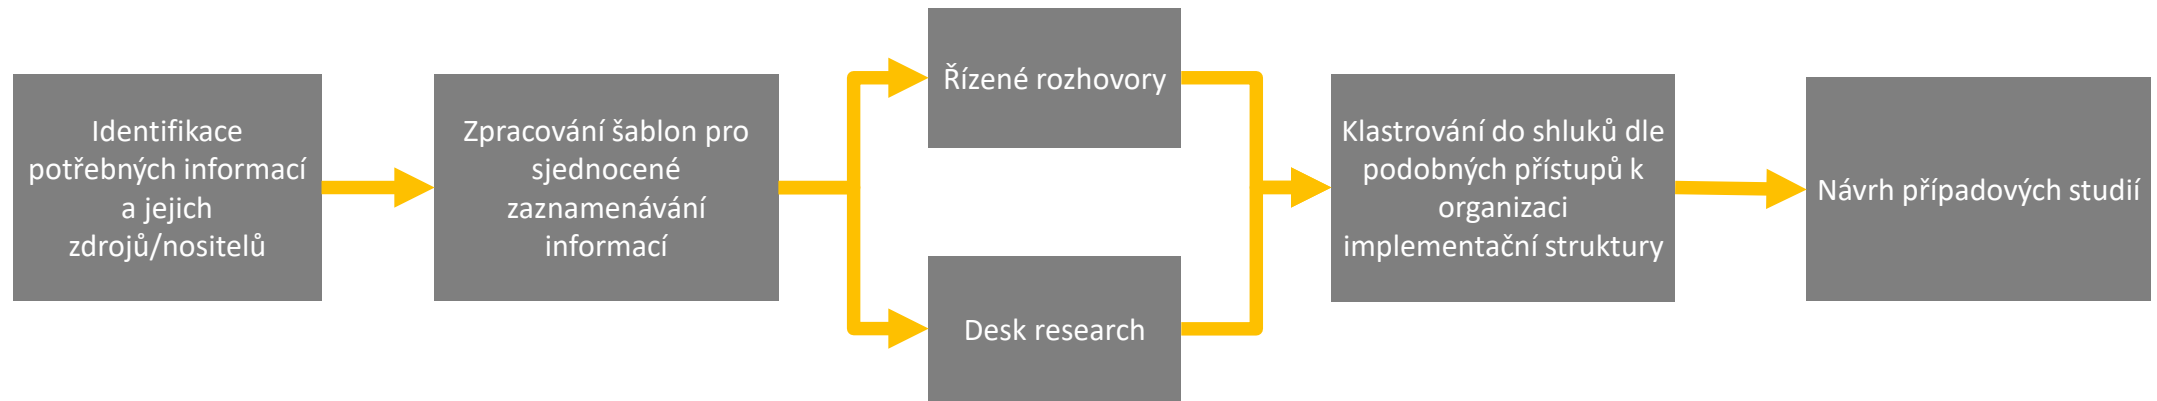 Identifikace
potřebných informací
a jejich
zdrojů/nositelů
Zpracování šablon pro
sjednocené
zaznamenávání
informací
Řízené rozhovory
Desk research
Klastrování do shluků dle
podobných přístupů k
organizaci
implementační struktury
Návrh případových studií